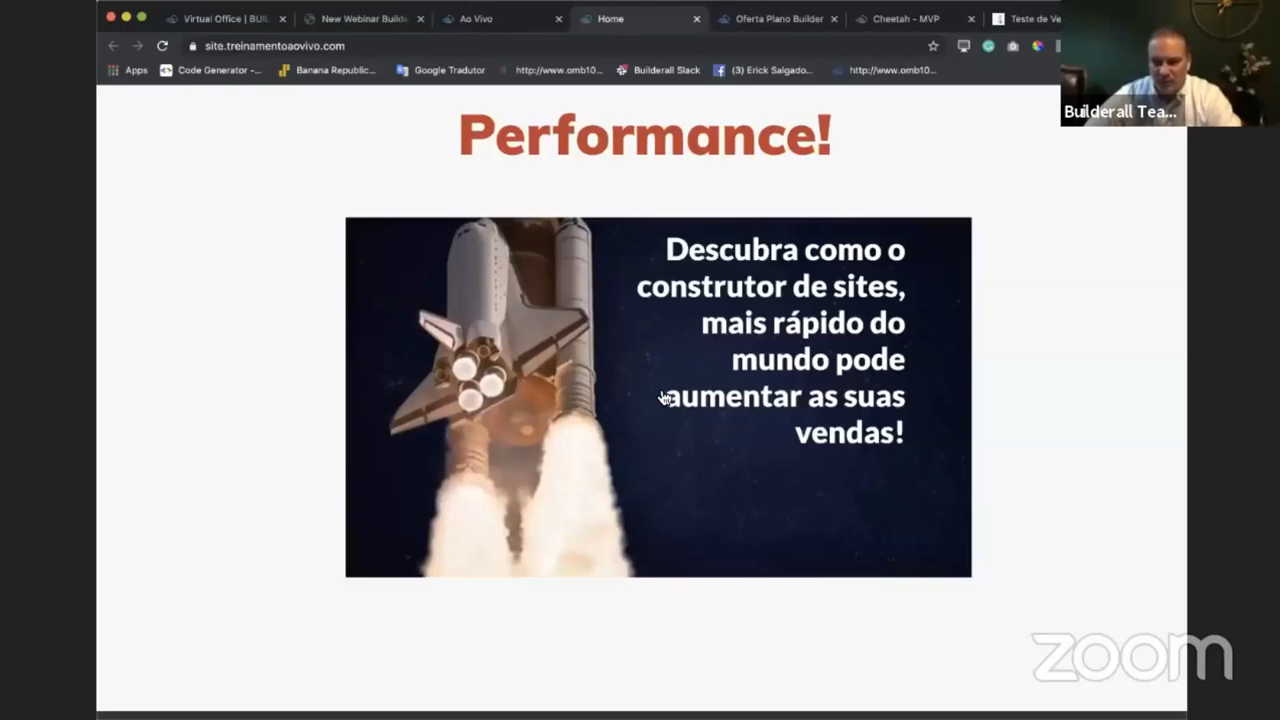 Virtual Office | BUIL
New Webinar Builde
Ao Vivo
Home
Oferta Plano Builder
Cheetah - MVP
Teste de Ve
site.treinamentoaovivo.com
Apps
Code Generator -...
Banana Republic...
Google Tradutor
http://www.omb10...
Builderall Slack
(3) Erick Salgado...
http://www.omb10...
Builderall Tea...
Performance!
Descubra como o
construtor de sites,
mais rápido do
mundo pode
aumentar as suas
vendas!
zoom